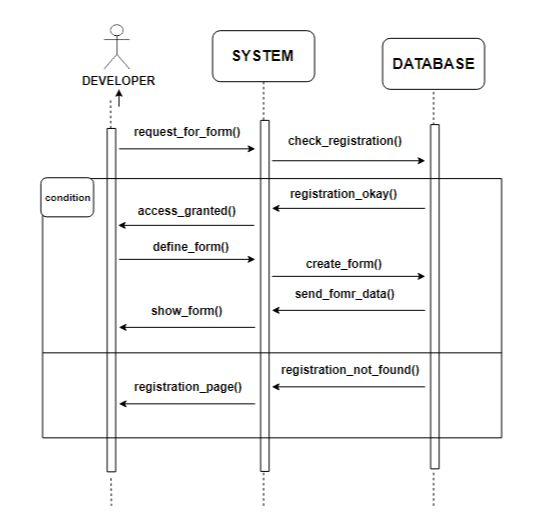 SYSTEM
DATABASE
DEVELOPER
request_for_form()
check_registration()
condition
registration_okay()
access_granted()
define_form()
create_form()
send_fomr_data()
show_form()
registration_not_found()
registration_page()